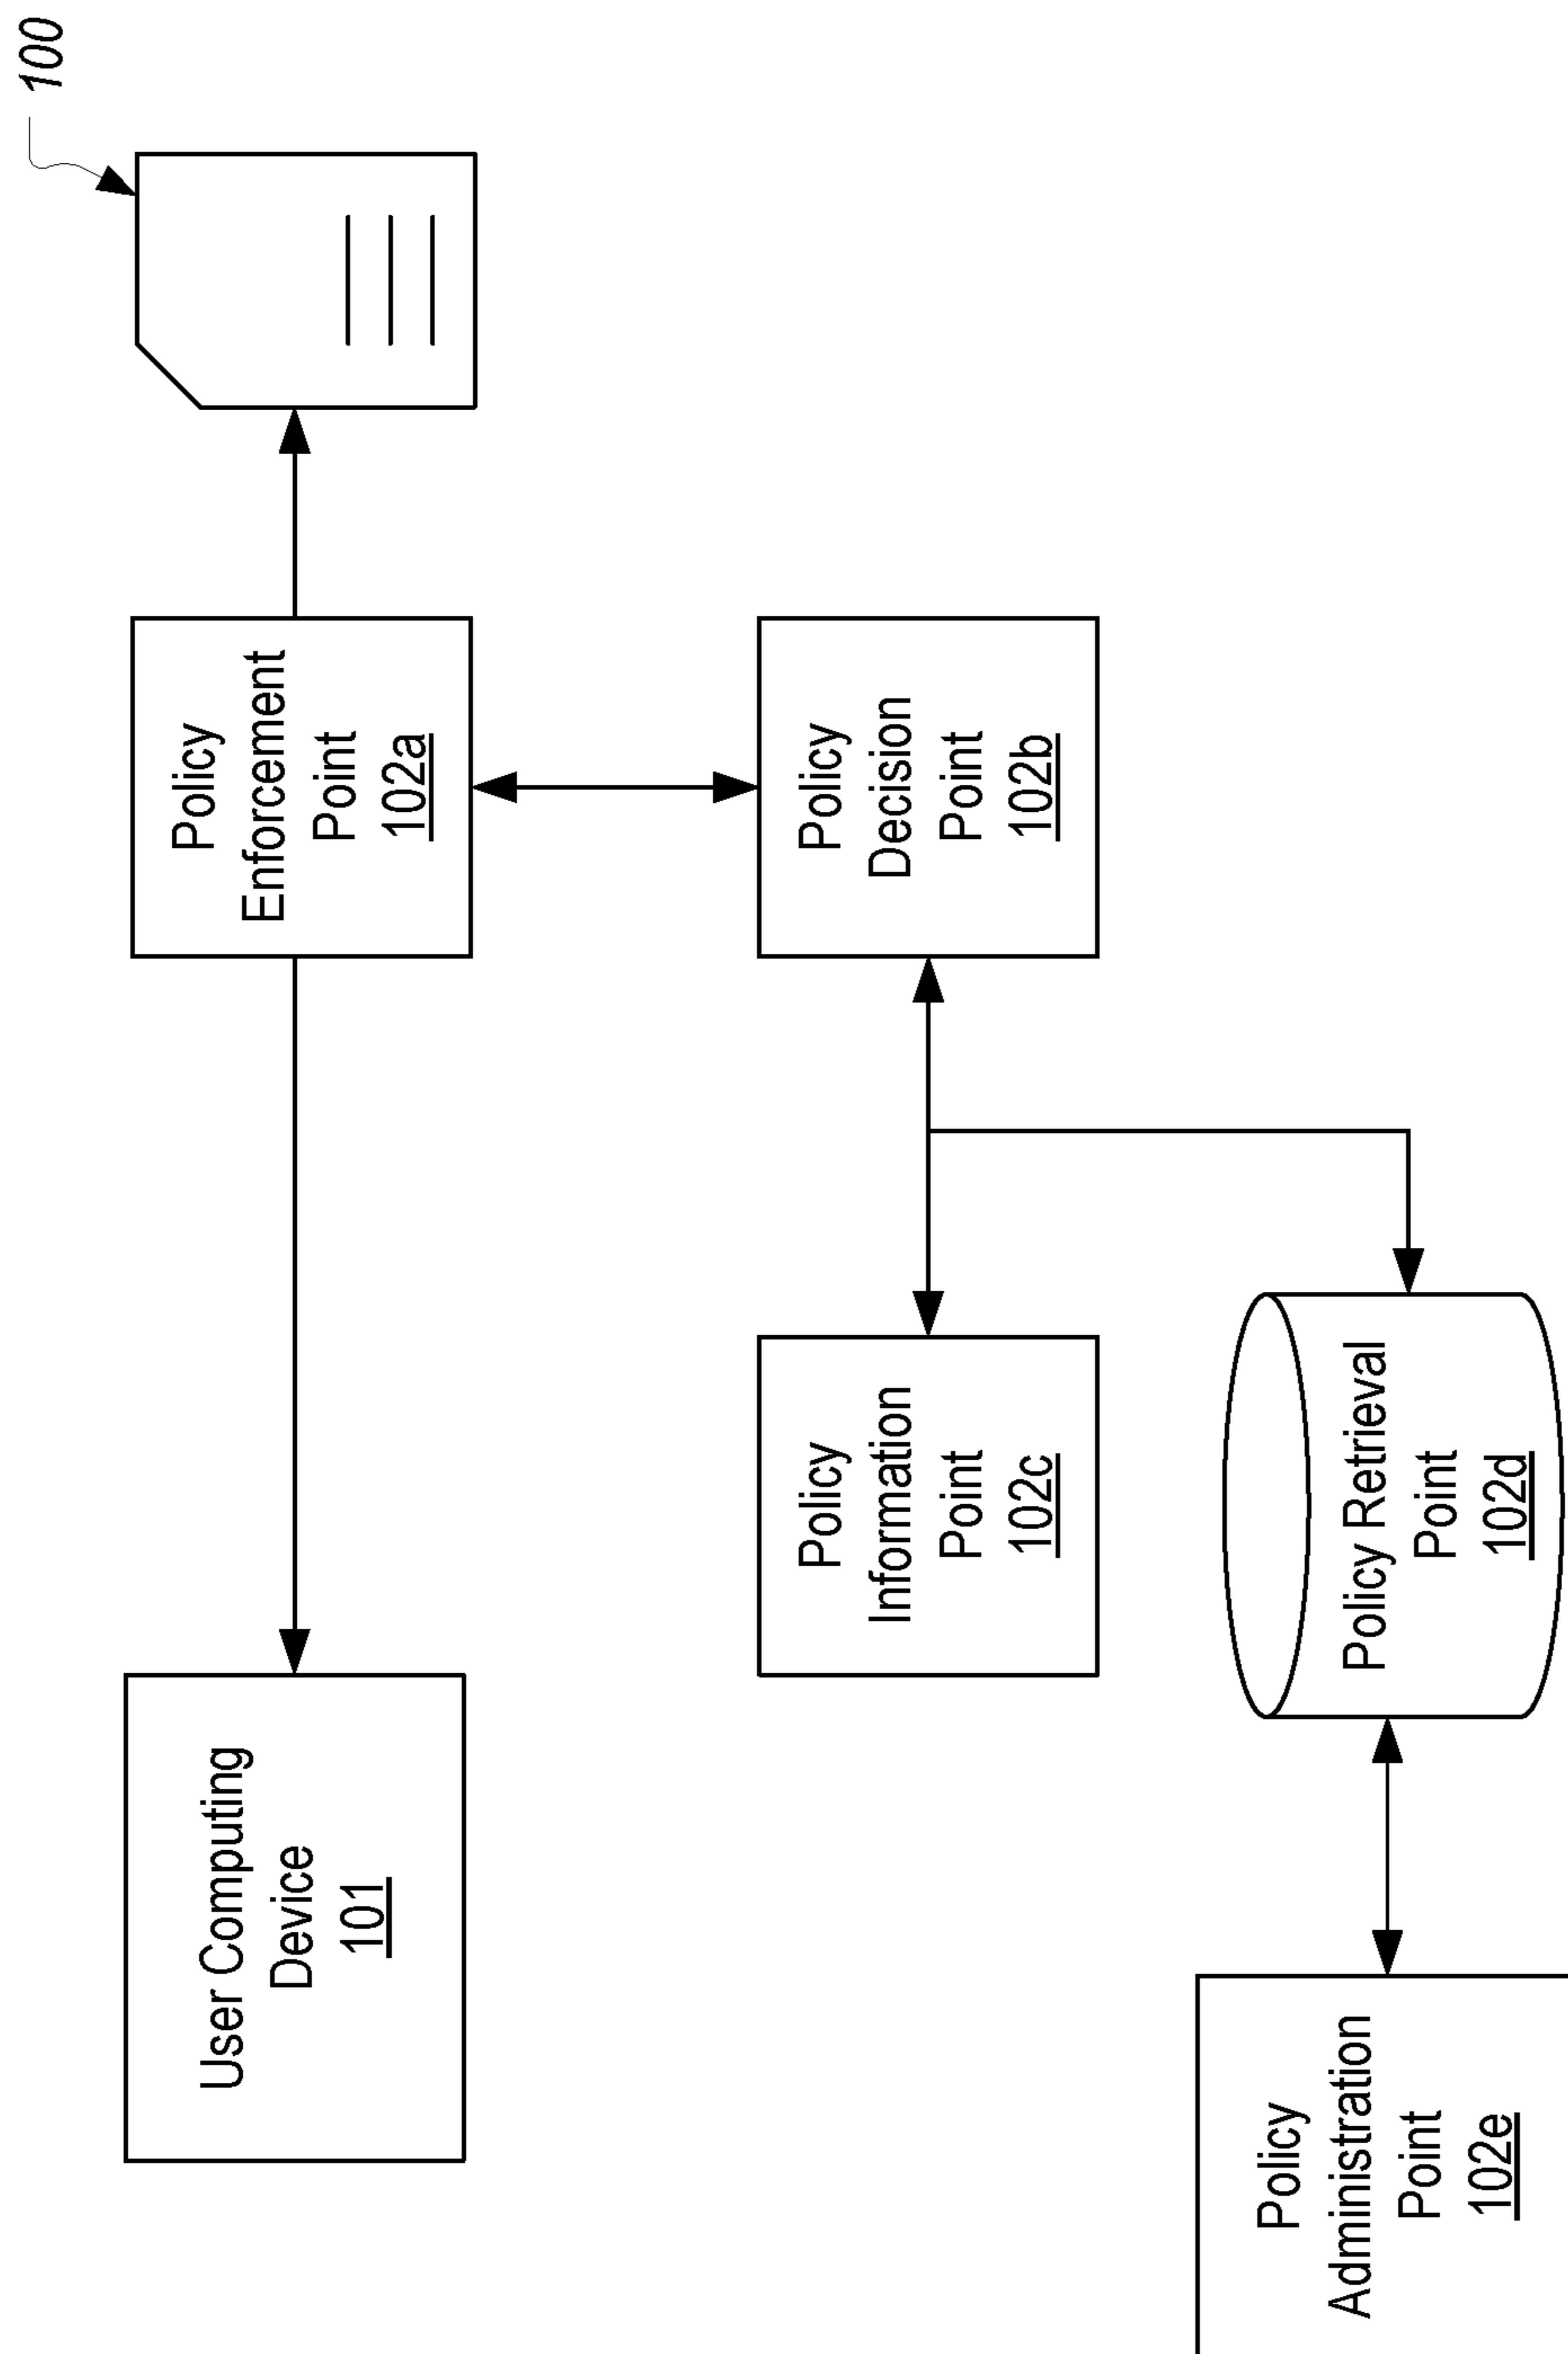 100
User Computing
Device
101
Policy
Enforcement
Point
102a
Policy
Information
Point
102c
Policy
Decision
Point
102b
Policy
Administration
Point
102e
Policy Retrieval
Point
102d